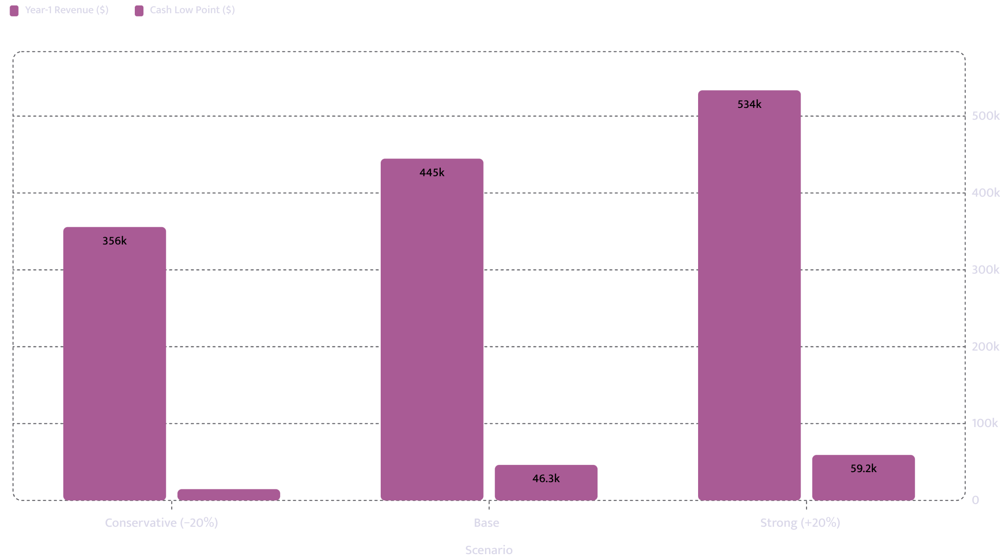 Year-1 Revenue ($) Cash Low Point ($)
534k
500k
445k
400k
356k
300k
200k
100k
59.2k
46.3k
0
Conservative (−20%) Base Strong (+20%)
Scenario